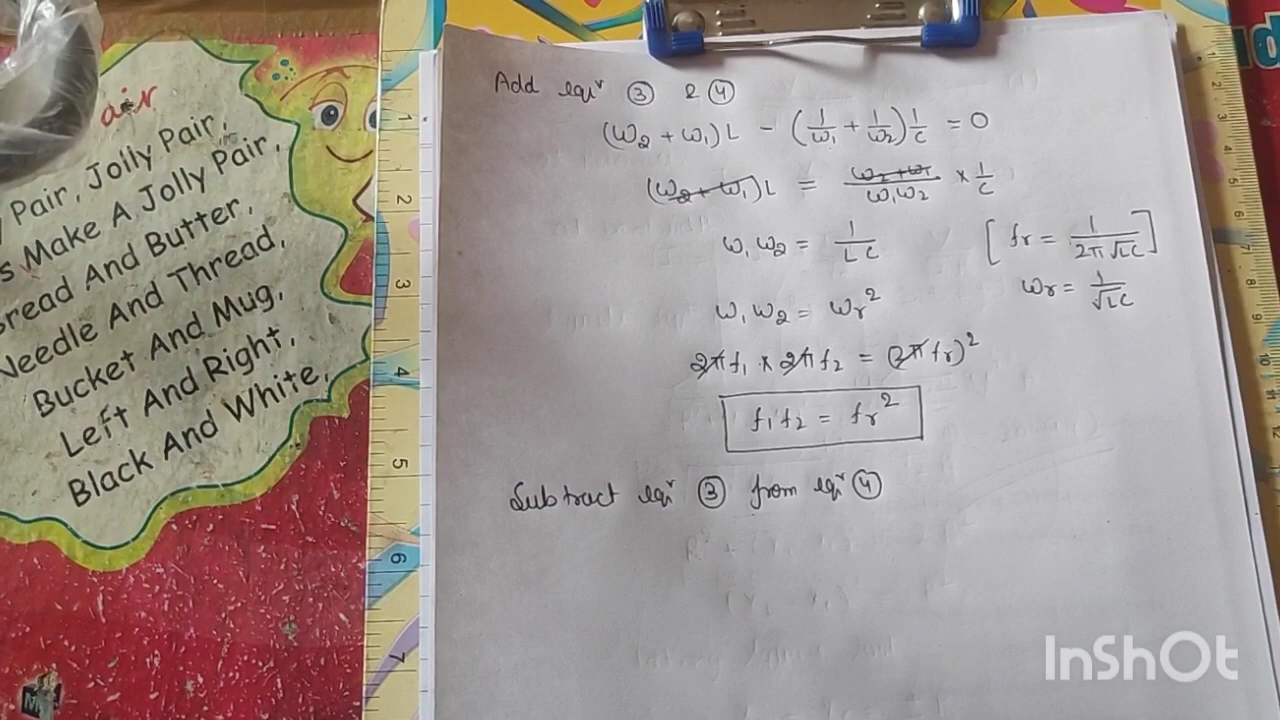 air
Pair, Jolly Pair,
s Make A Jolly Pair,
Bread And Butter,
Needle And Thread,
Bucket And Mug,
Left And Right,
Black And White,
Add eqⁿ ③ & ④
(ω₂ + ω₁)L - (1/ω₁ + 1/ω₂) 1/C = 0
(ω₂ + ω₁)L = (ω₂ + ω₁)/(ω₁ω₂) × 1/C
ω₁ω₂ = 1/LC [fr = 1/(2π√LC)]
ω₁ω₂ = ωr² ωr = 1/√LC
2πf₁ × 2πf₂ = (2πfr)²
f₁f₂ = fr²
Subtract eqⁿ ③ from eqⁿ ④
InShOt